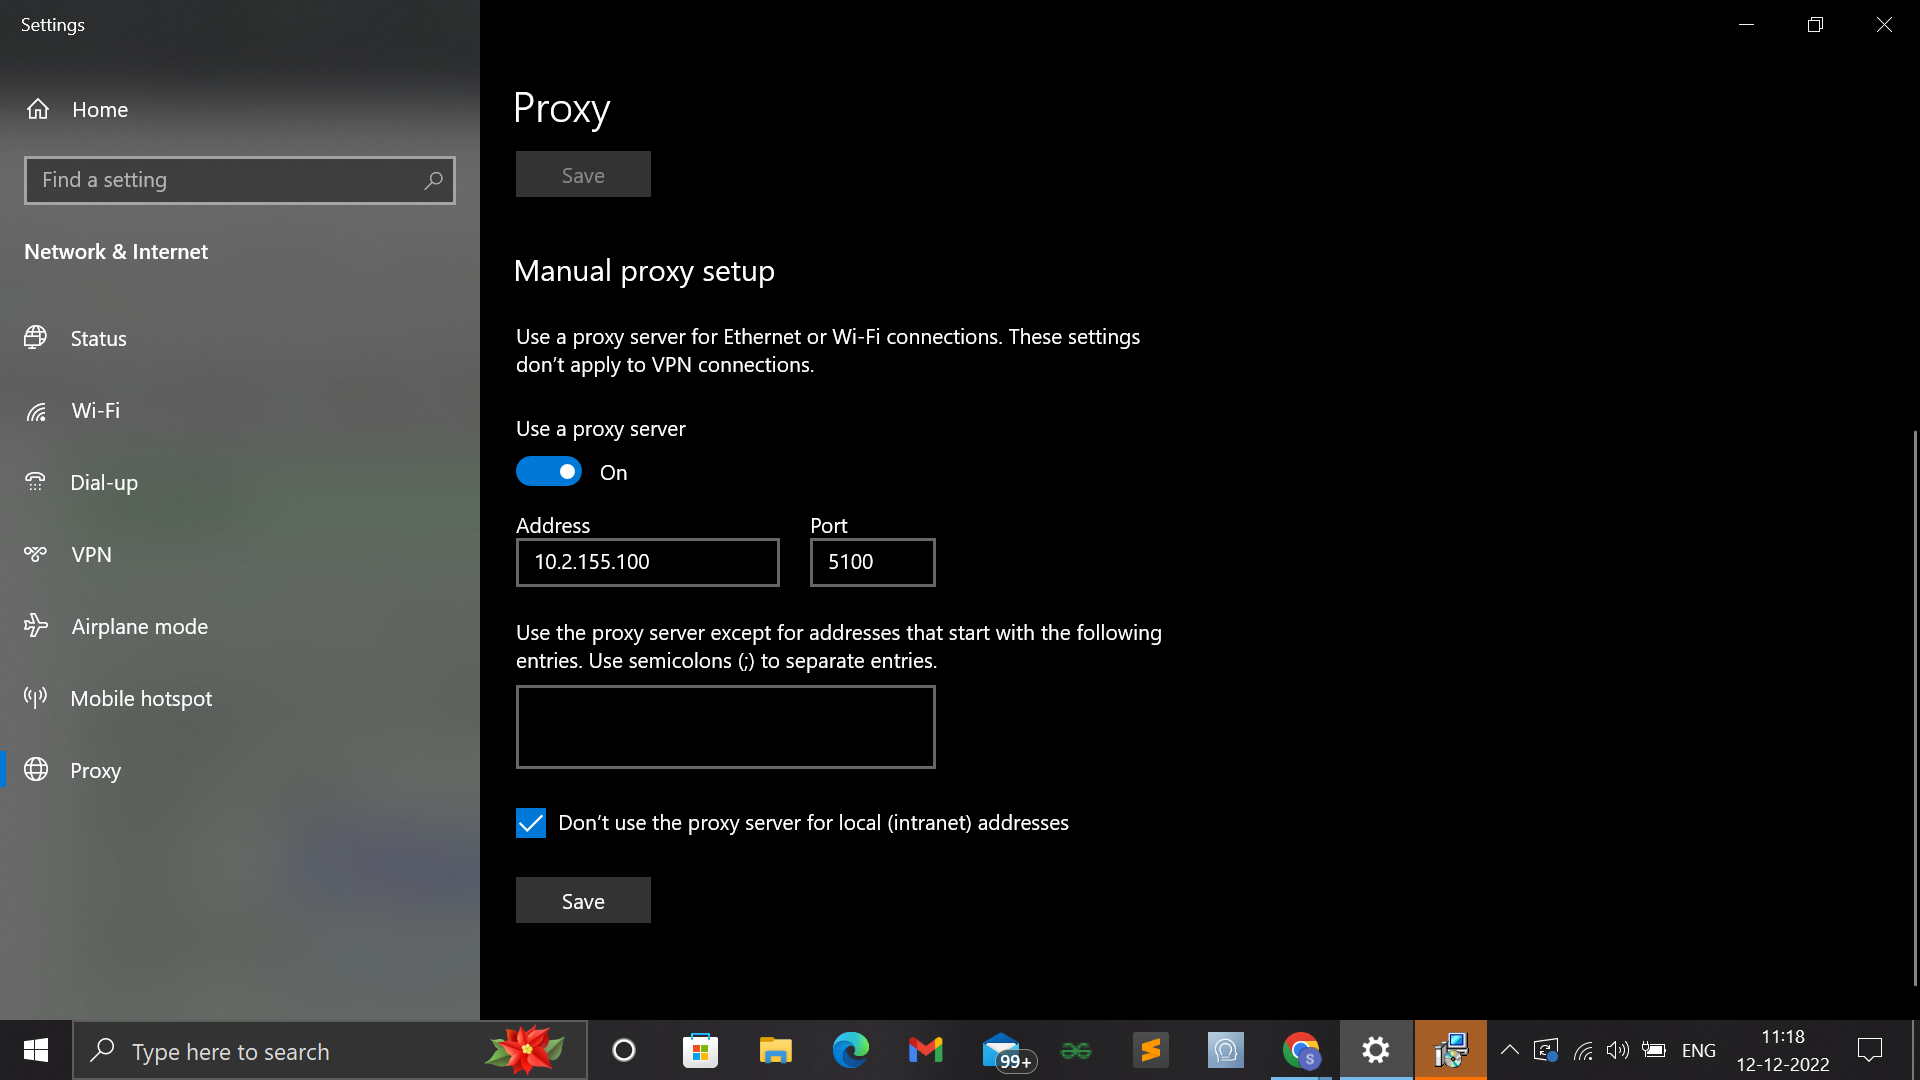 Settings
Home
Find a setting
Network & Internet
Status
Wi-Fi
Dial-up
VPN
Airplane mode
Mobile hotspot
Proxy
Proxy
Save
Manual proxy setup
Use a proxy server for Ethernet or Wi-Fi connections. These settings
don't apply to VPN connections.
Use a proxy server
On
Address Port
10.2.155.100 5100
Use the proxy server except for addresses that start with the following
entries. Use semicolons (;) to separate entries.
Don't use the proxy server for local (intranet) addresses
Save
Type here to search
99+
S
ENG
11:18
12-12-2022